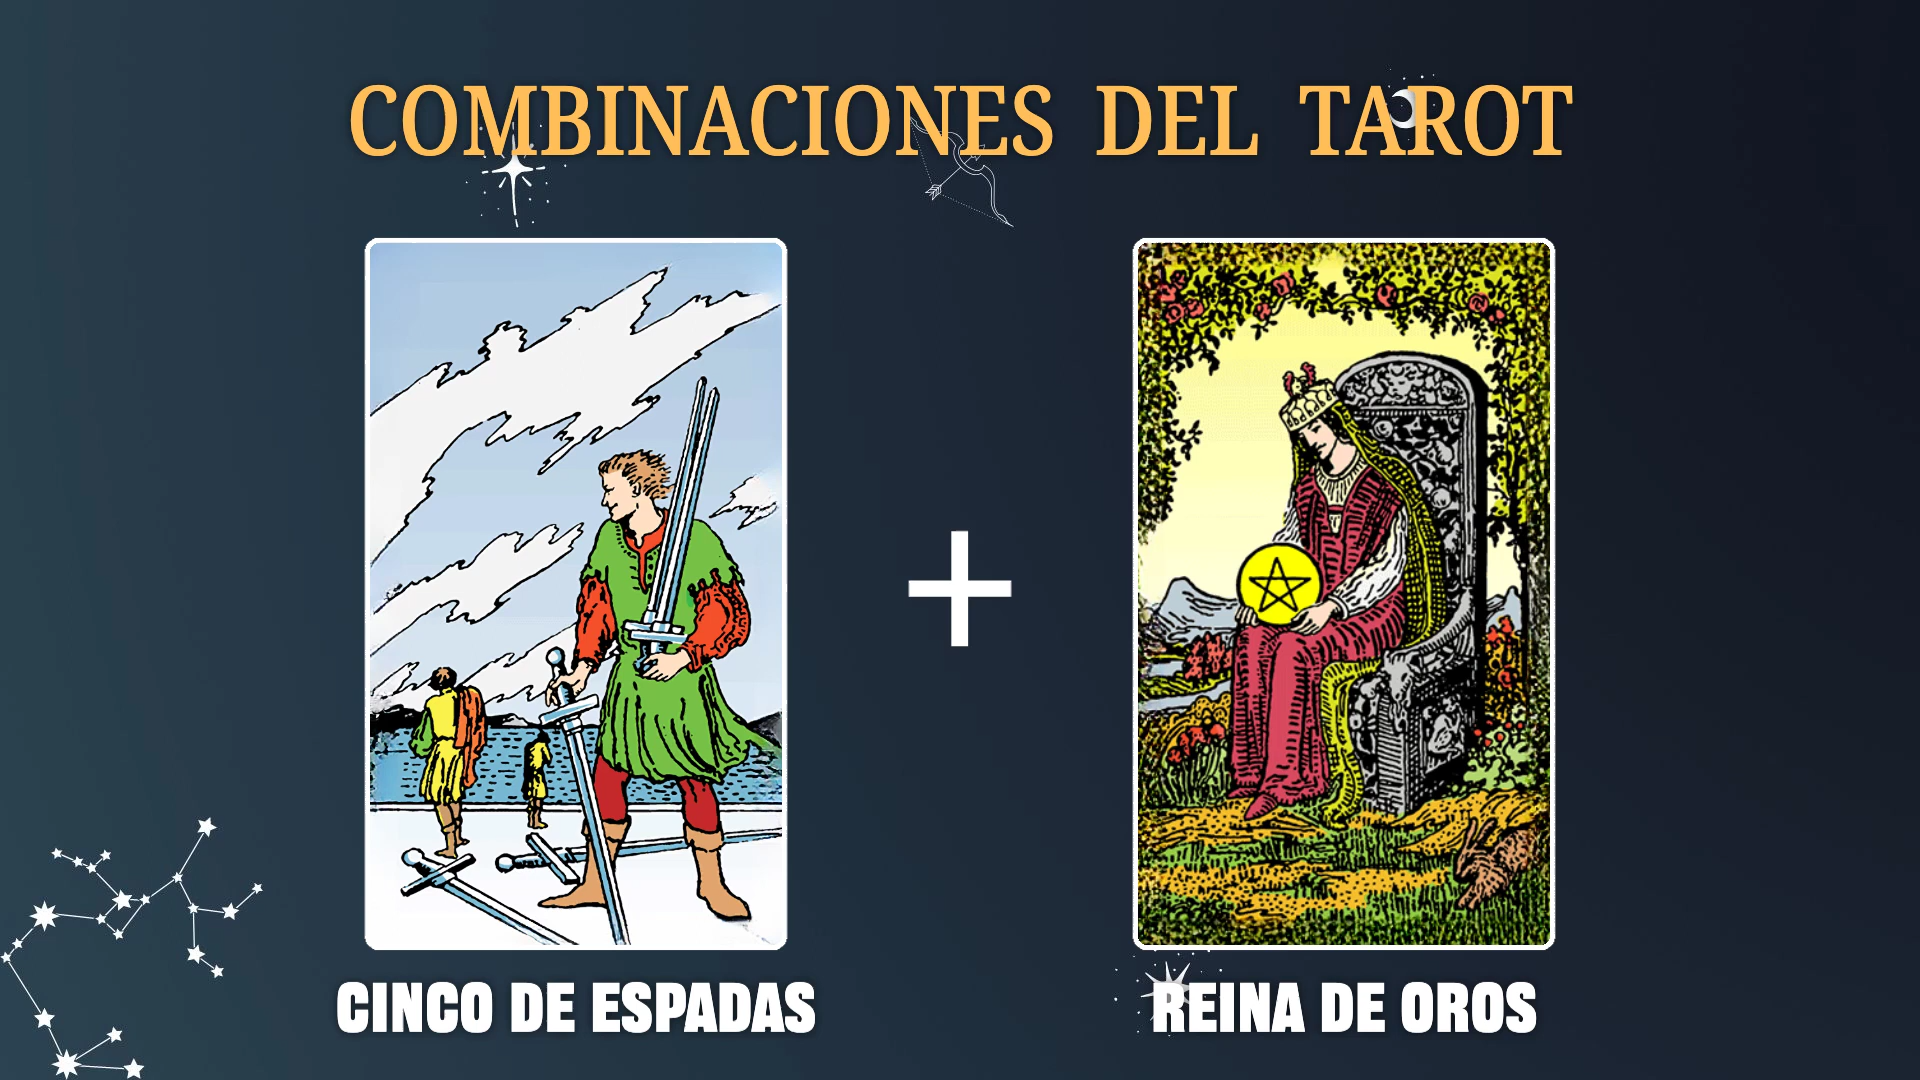 COMBINACIONES DEL TAROT
CINCO DE ESPADAS
REINA DE OROS